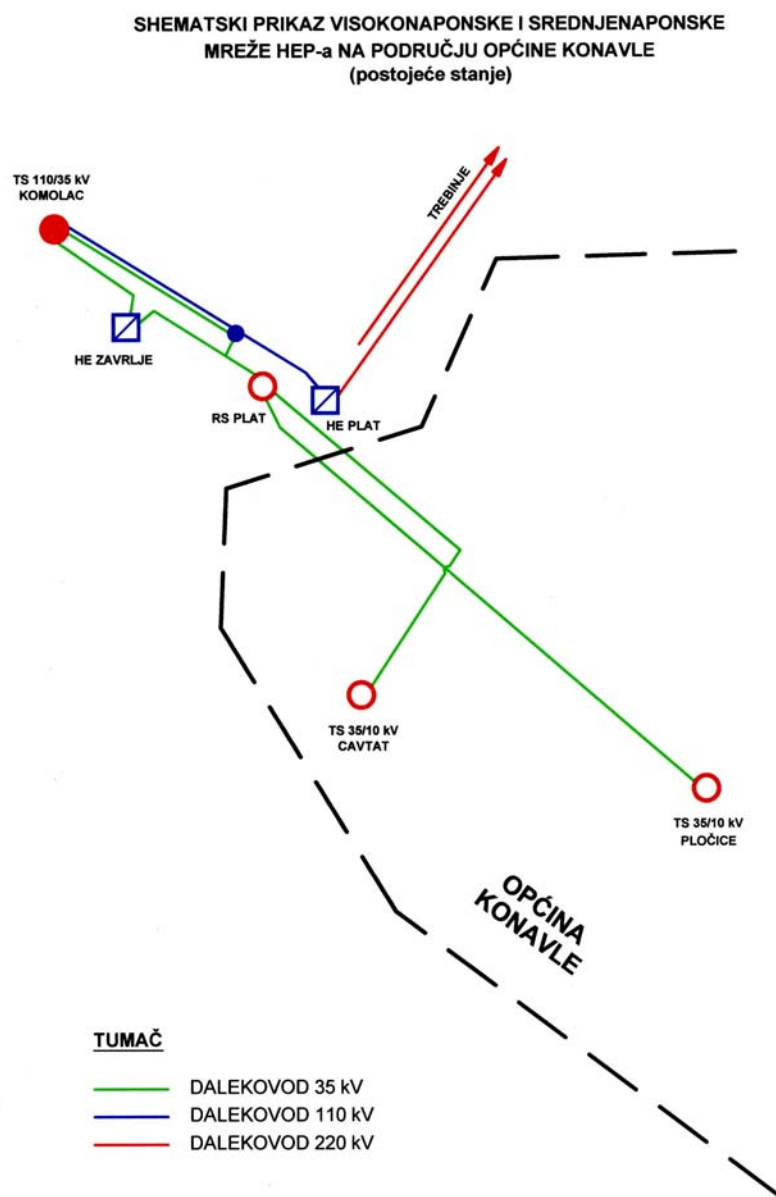 SHEMATSKI PRIKAZ VISOKONAPONSKE I SREDNJENAPONSKE
MREŽE HEP-a NA PODRUČJU OPĆINE KONAVLE
(postojeće stanje)
TS 110/35 kV
KOMOLAC
TREBINJE
HE ZAVRLJE
RS PLAT
HE PLAT
TS 35/10 kV
CAVTAT
TS 35/10 kV
PLOČICE
OPĆINA
KONAVLE
TUMAČ
DALEKOVOD 35 kV
DALEKOVOD 110 kV
DALEKOVOD 220 kV